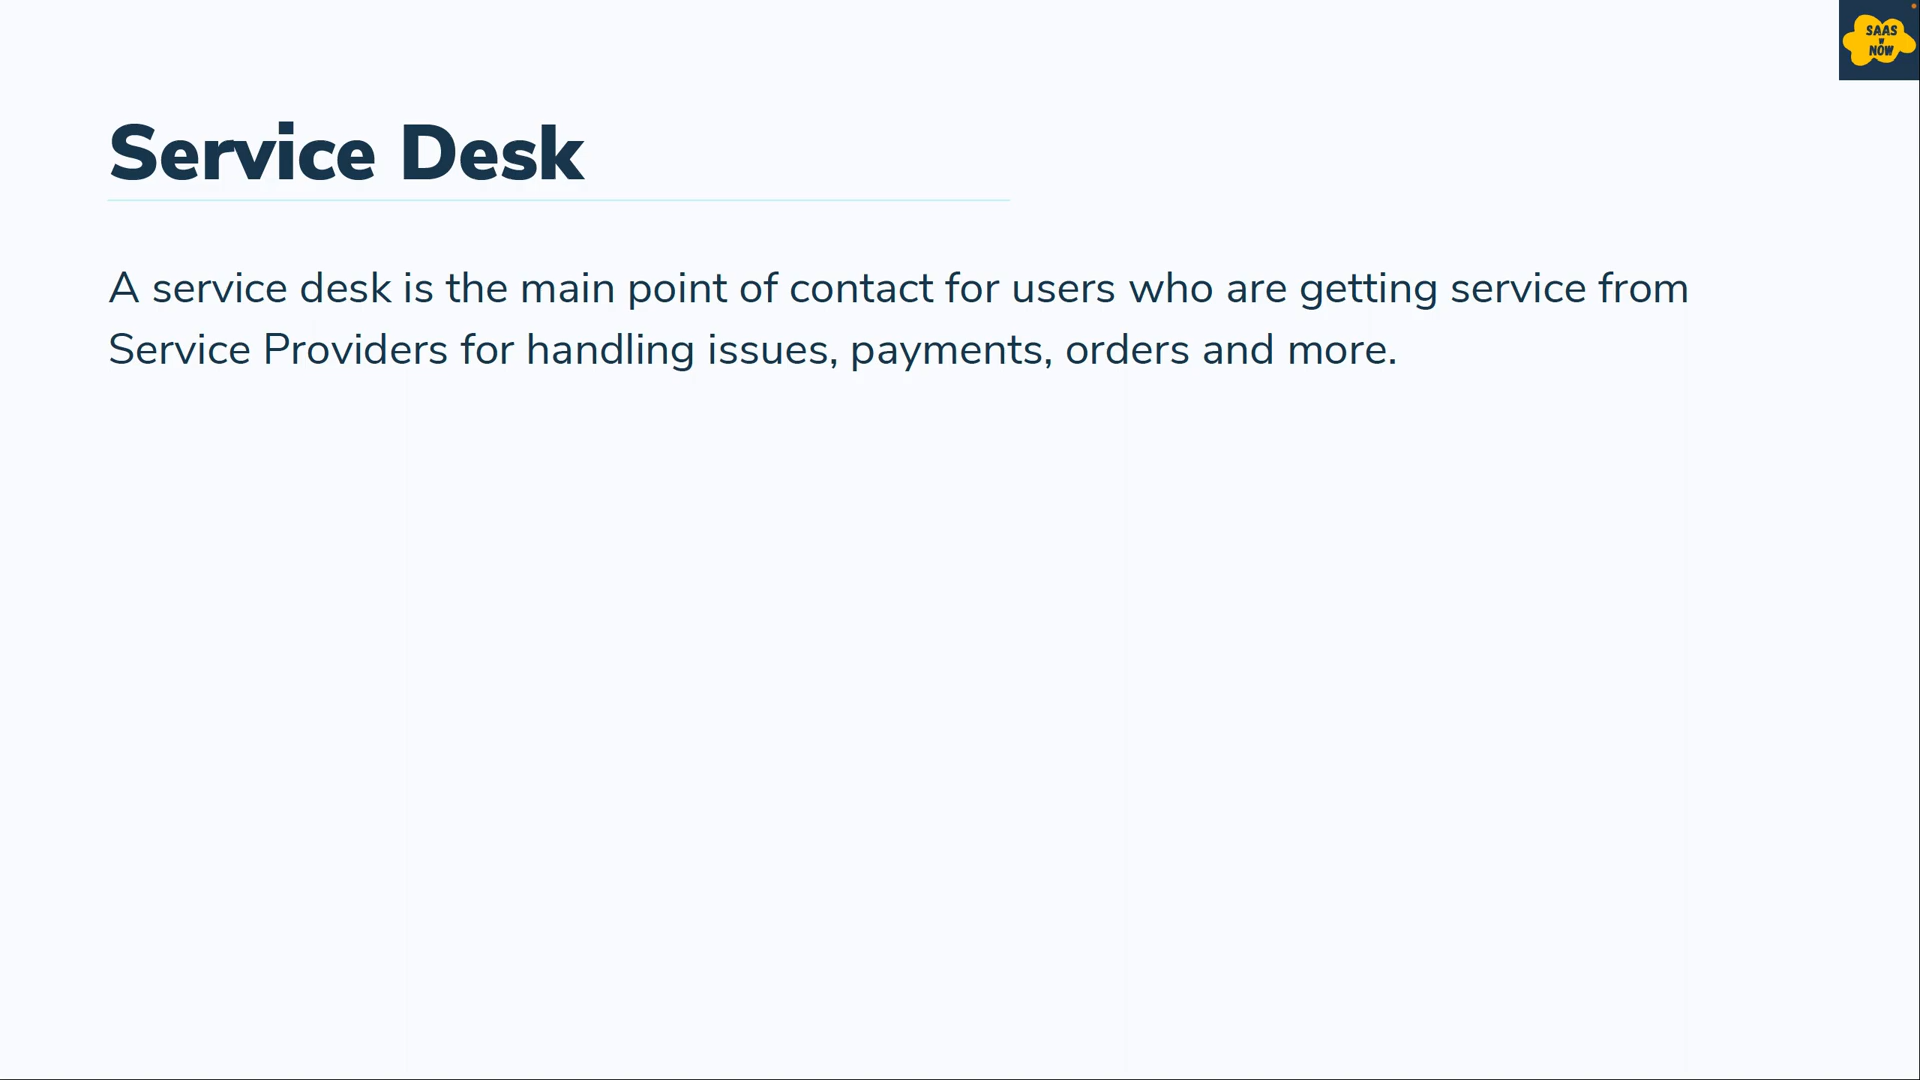 SAAS
W
NOW
Service Desk
A service desk is the main point of contact for users who are getting service from
Service Providers for handling issues, payments, orders and more.